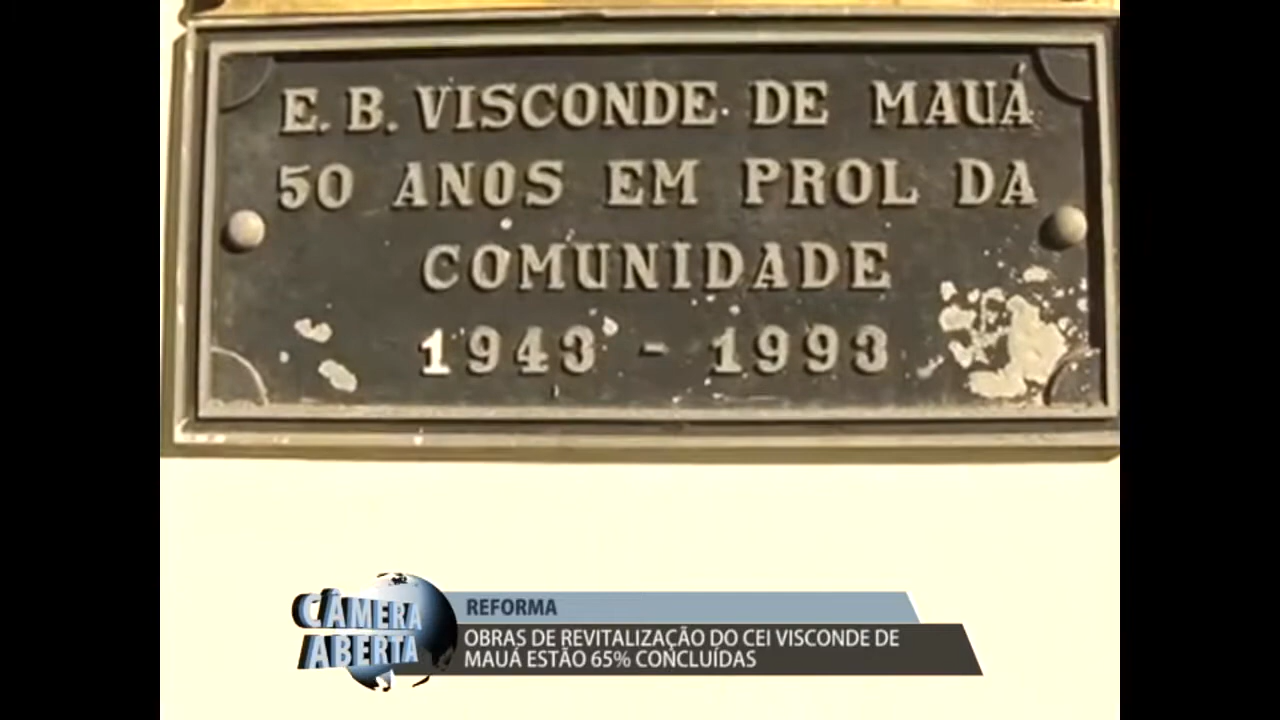 E. B. VISCONDE DE MAUÁ
50 ANOS EM PROL DA
COMUNIDADE
1943 - 1993
CÂMERA
ABERTA
REFORMA
OBRAS DE REVITALIZAÇÃO DO CEI VISCONDE DE
MAUÁ ESTÃO 65% CONCLUÍDAS